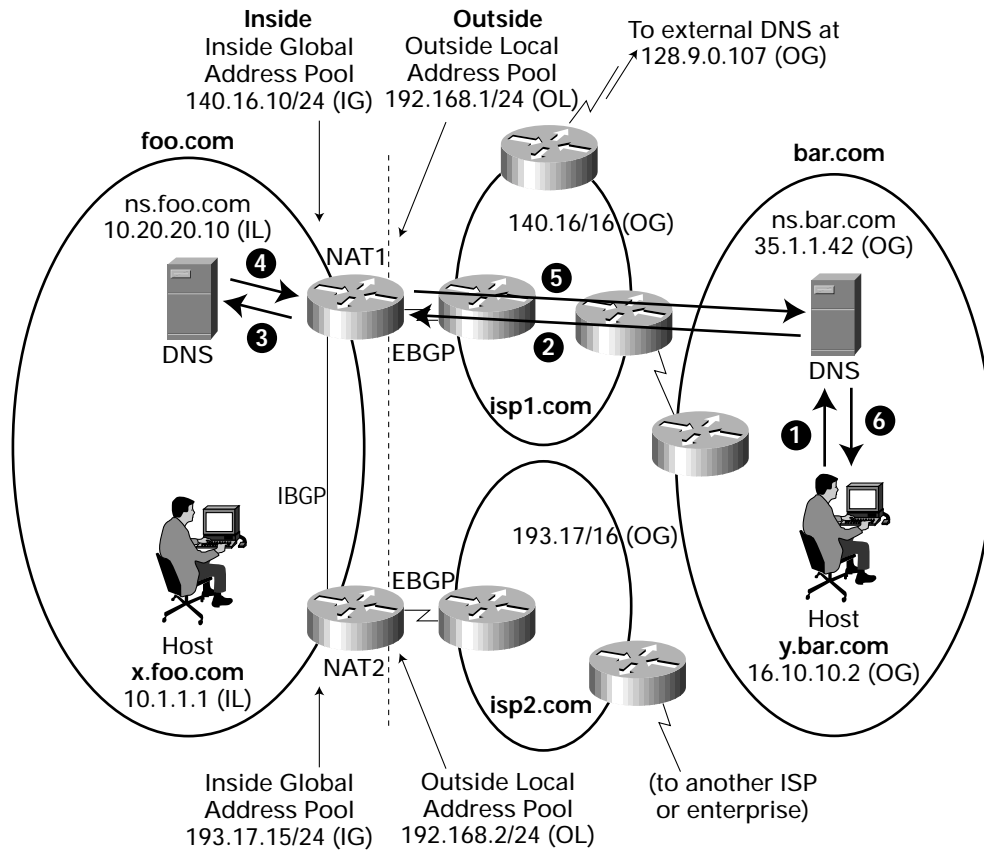 Inside
Inside Global
Address Pool
140.16.10/24 (IG)
Outside
Outside Local
Address Pool
192.168.1/24 (OL)
To external DNS at
128.9.0.107 (OG)
foo.com
bar.com
ns.foo.com
10.20.20.10 (IL)
140.16/16 (OG)
ns.bar.com
35.1.1.42 (OG)
NAT1
4
5
3
2
DNS
EBGP
DNS
isp1.com
1
6
IBGP
193.17/16 (OG)
EBGP
Host
x.foo.com
10.1.1.1 (IL)
NAT2
Host
y.bar.com
16.10.10.2 (OG)
isp2.com
Inside Global
Address Pool
193.17.15/24 (IG)
Outside Local
Address Pool
192.168.2/24 (OL)
(to another ISP
or enterprise)